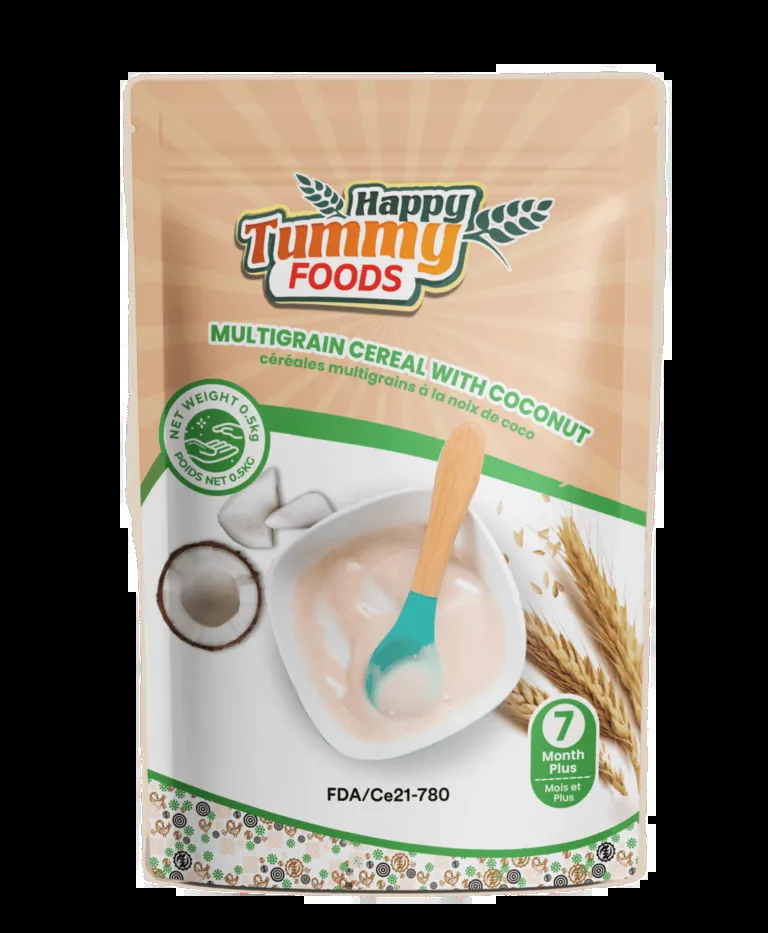 Happy
Tummy
FOODS
MULTIGRAIN CEREAL WITH COCONUT
céréales multigrains à la noix de coco
NET WEIGHT 0.5kg
POIDS NET 0.5KG
7
Month
Plus
Mois et
Plus
FDA/Ce21-780